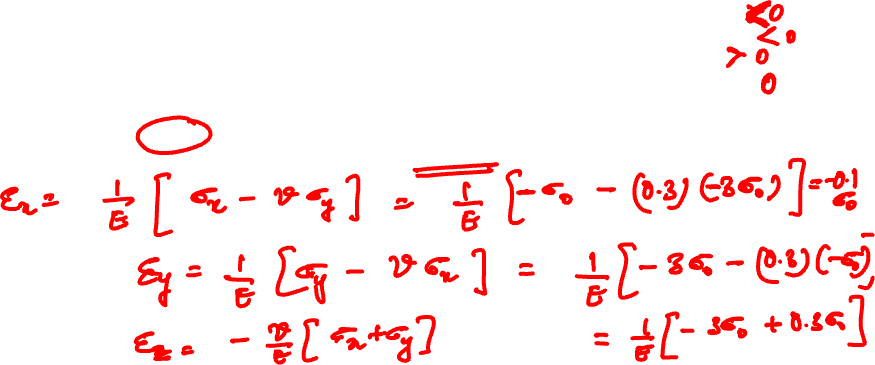 <0
< 0
> 0
0
εx = 1/E [σx - ν σy] = 1/E [-σ0 - (0.3) (-3σ0)] = -0.1 σ0
εy = 1/E [σy - ν σx] = 1/E [-3σ0 - (0.3)(-σ0)]
εz = - ν/E [σx + σy] = 1/E [-3σ0 + 0.3σ0]